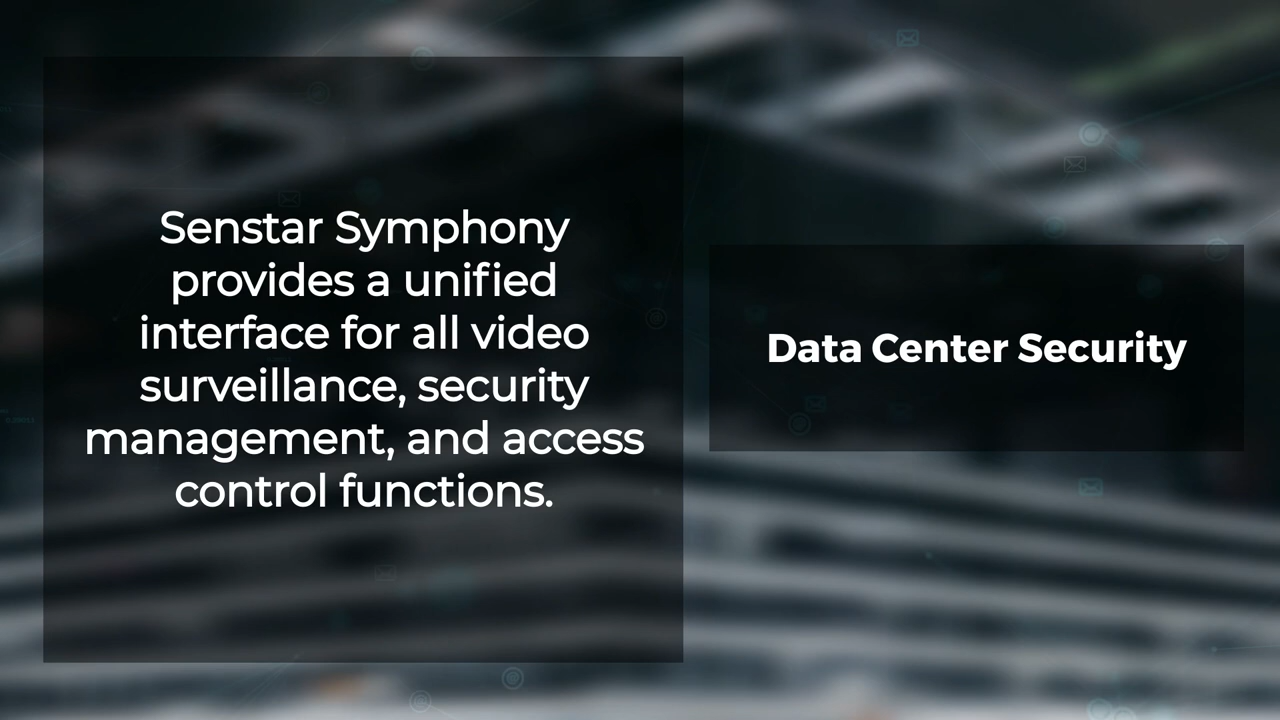 Senstar Symphony
provides a unified
interface for all video
surveillance, security
management, and access
control functions.
Data Center Security